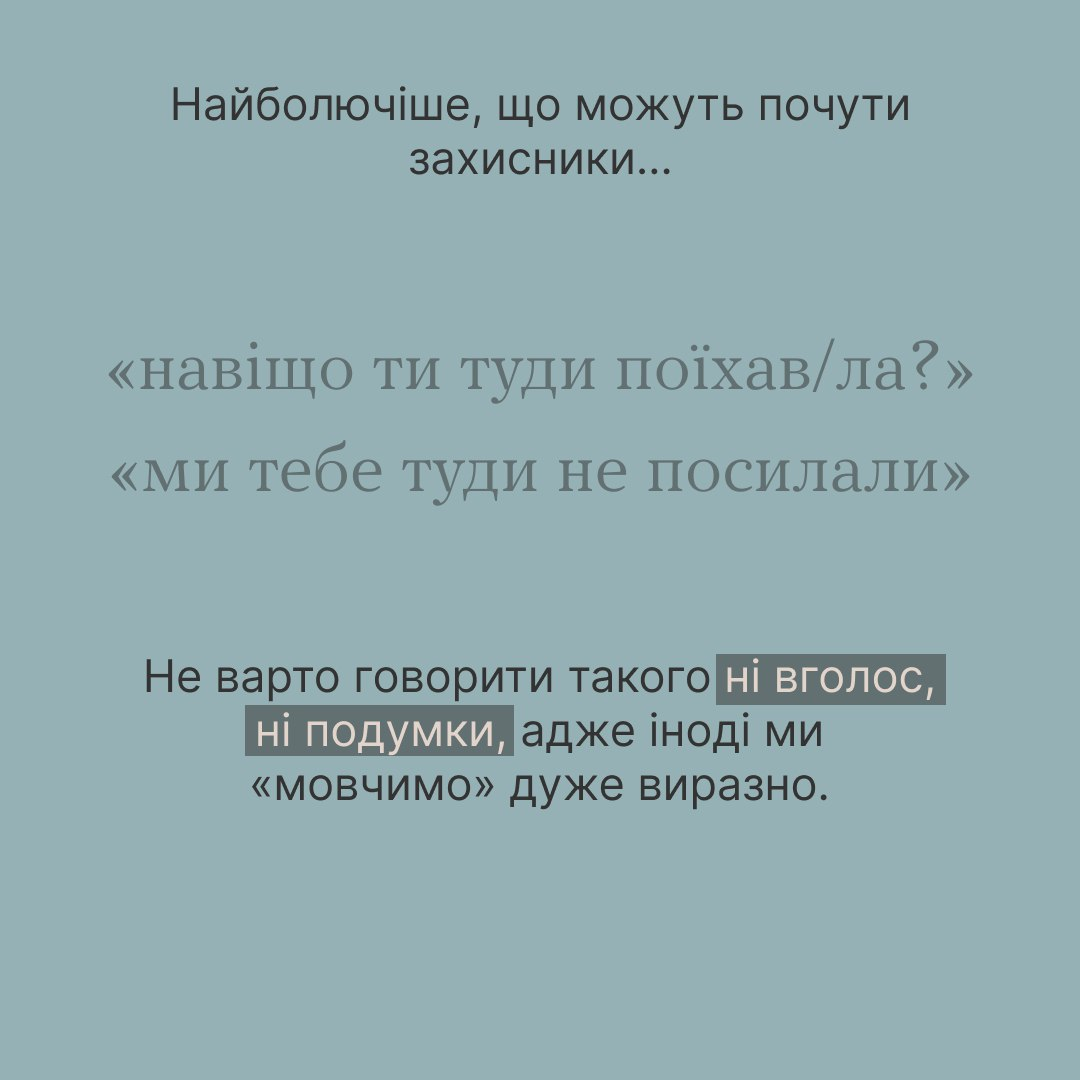 Найболючіше, що можуть почути
захисники...
«навіщо ти туди поїхав/ла?»
«ми тебе туди не посилали»
Не варто говорити такого ні вголос,
ні подумки, адже іноді ми
«мовчимо» дуже виразно.